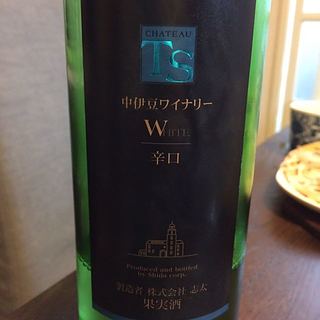 CHATEAU
TS
中伊豆ワイナリー
WHITE
辛口
Produced and bottled
by Shida corp.
製造者 株式会社 志太
果実酒